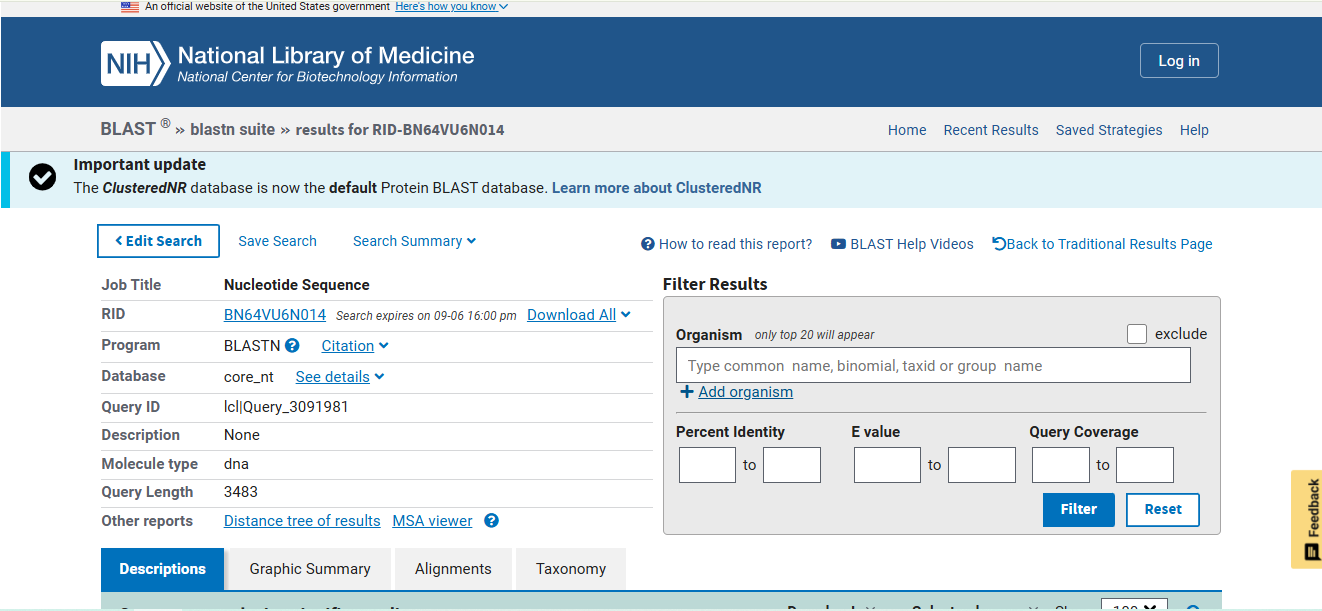 An official website of the United States government Here's how you know
NIH National Library of Medicine
National Center for Biotechnology Information
Log in
BLAST ® » blastn suite » results for RID-BN64VU6N014
Home Recent Results Saved Strategies Help
Important update
The ClusteredNR database is now the default Protein BLAST database. Learn more about ClusteredNR
Edit Search Save Search Search Summary
How to read this report? BLAST Help Videos Back to Traditional Results Page
Job Title Nucleotide Sequence
RID BN64VU6N014 Search expires on 09-06 16:00 pm Download All
Program BLASTN Citation
Database core_nt See details
Query ID lcl|Query_3091981
Description None
Molecule type dna
Query Length 3483
Other reports Distance tree of results MSA viewer
Filter Results
Organism only top 20 will appear exclude
Type common name, binomial, taxid or group name
Add organism
Percent Identity E value Query Coverage
to to to
Filter Reset
Feedback
Descriptions Graphic Summary Alignments Taxonomy